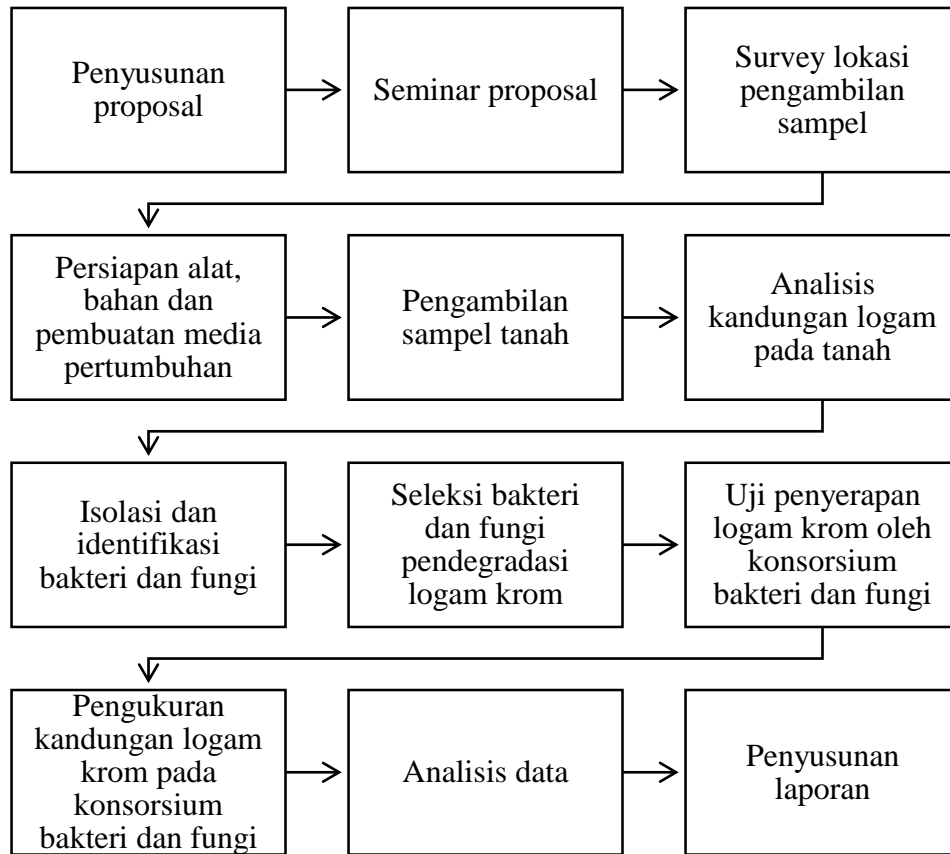 Penyusunan
proposal
Seminar proposal
Survey lokasi
pengambilan
sampel
Persiapan alat,
bahan dan
pembuatan media
pertumbuhan
Pengambilan
sampel tanah
Analisis
kandungan logam
pada tanah
Isolasi dan
identifikasi
bakteri dan fungi
Seleksi bakteri
dan fungi
pendegradasi
logam krom
Uji penyerapan
logam krom oleh
konsorsium
bakteri dan fungi
Pengukuran
kandungan logam
krom pada
konsorsium
bakteri dan fungi
Analisis data
Penyusunan
laporan